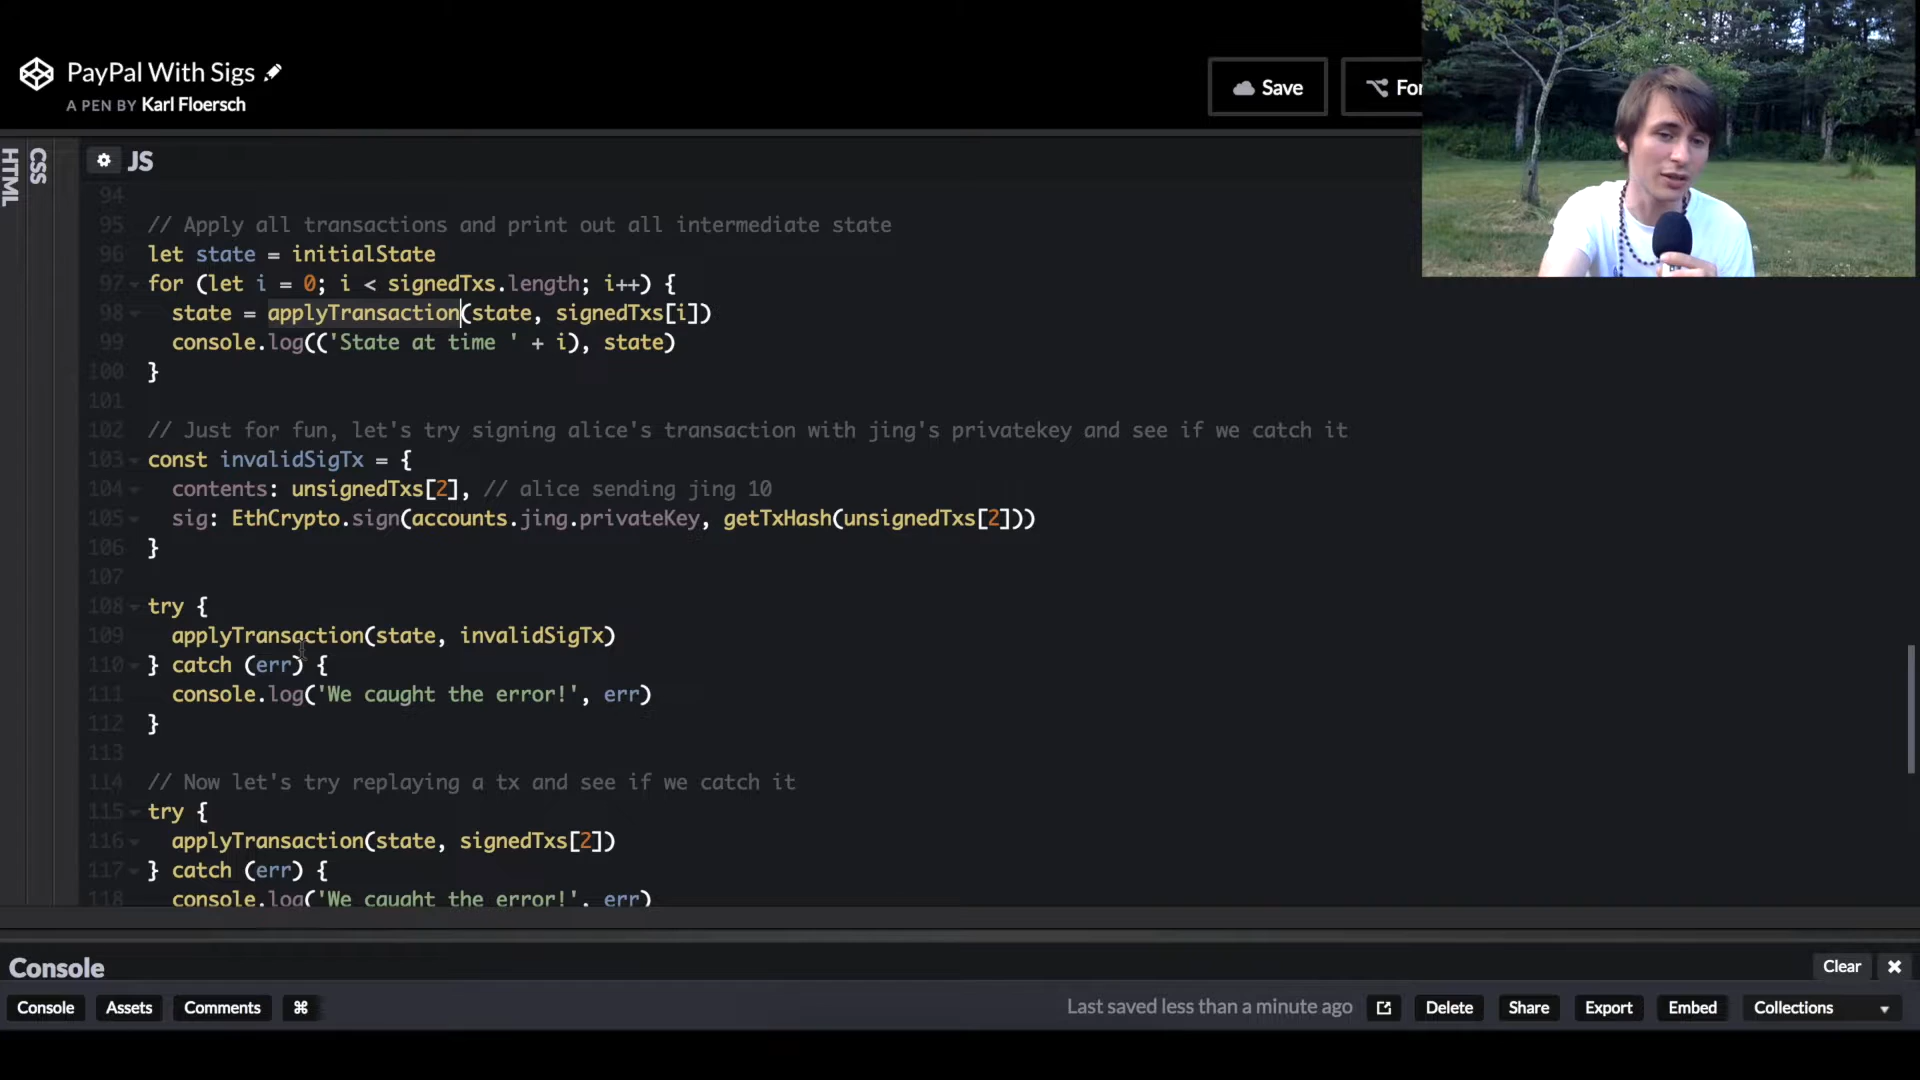 PayPal With Sigs
A PEN BY Karl Floersch
Save
For
HTML
CSS
JS
94
95 // Apply all transactions and print out all intermediate state
96 let state = initialState
97 for (let i = 0; i < signedTxs.length; i++) {
98 state = applyTransaction(state, signedTxs[i])
99 console.log(('State at time ' + i), state)
100 }
101
102 // Just for fun, let's try signing alice's transaction with jing's privatekey and see if we catch it
103 const invalidSigTx = {
104 contents: unsignedTxs[2], // alice sending jing 10
105 sig: EthCrypto.sign(accounts.jing.privateKey, getTxHash(unsignedTxs[2]))
106 }
107
108 try {
109 applyTransaction(state, invalidSigTx)
110 } catch (err) {
111 console.log('We caught the error!', err)
112 }
113
114 // Now let's try replaying a tx and see if we catch it
115 try {
116 applyTransaction(state, signedTxs[2])
117 } catch (err) {
118 console.log('We caught the error!', err)
Console
Clear
Console Assets Comments ⌘ Last saved less than a minute ago Delete Share Export Embed Collections